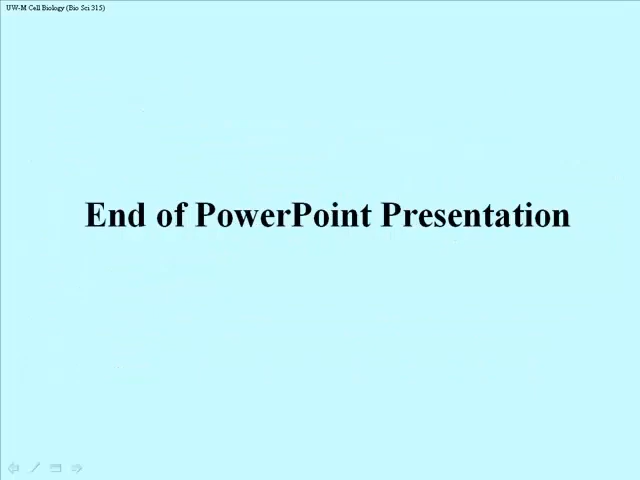 UW-M Cell Biology (Bio Sci 315)
End of PowerPoint Presentation